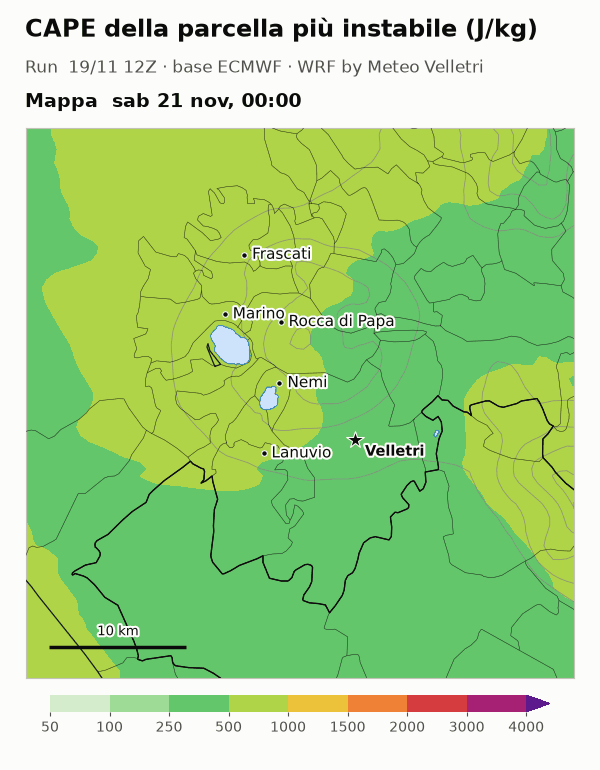 CAPE della parcella più instabile (J/kg)
Run  19/11 12Z · base ECMWF · WRF by Meteo Velletri
Mappa  sab 21 nov, 00:00
Frascati
Marino
Rocca di Papa
Nemi
Velletri
Lanuvio
10 km
50 100 250 500 1000 1500 2000 3000 4000